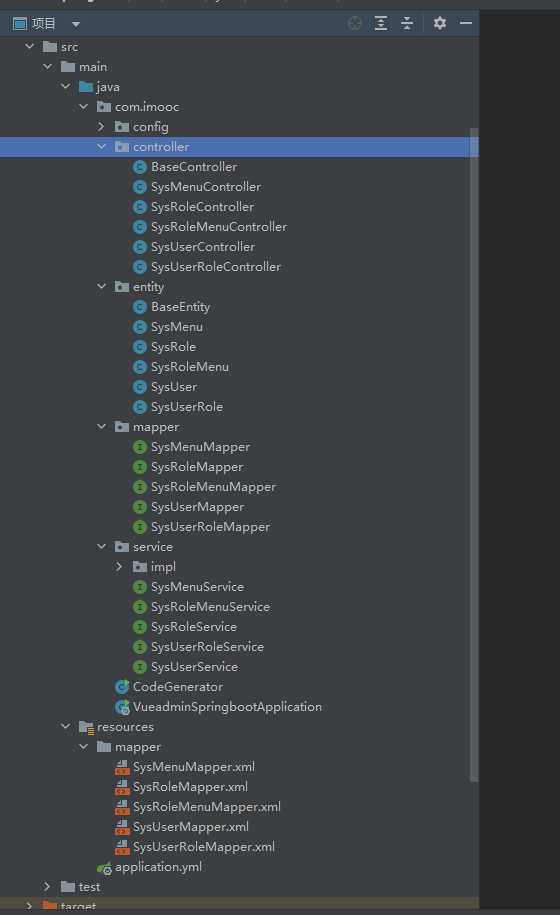 项目
src
main
java
com.imooc
config
controller
BaseController
SysMenuController
SysRoleController
SysRoleMenuController
SysUserController
SysUserRoleController
entity
BaseEntity
SysMenu
SysRole
SysRoleMenu
SysUser
SysUserRole
mapper
SysMenuMapper
SysRoleMapper
SysRoleMenuMapper
SysUserMapper
SysUserRoleMapper
service
impl
SysMenuService
SysRoleMenuService
SysRoleService
SysUserRoleService
SysUserService
CodeGenerator
VueadminSpringbootApplication
resources
mapper
SysMenuMapper.xml
SysRoleMapper.xml
SysRoleMenuMapper.xml
SysUserMapper.xml
SysUserRoleMapper.xml
application.yml
test
target